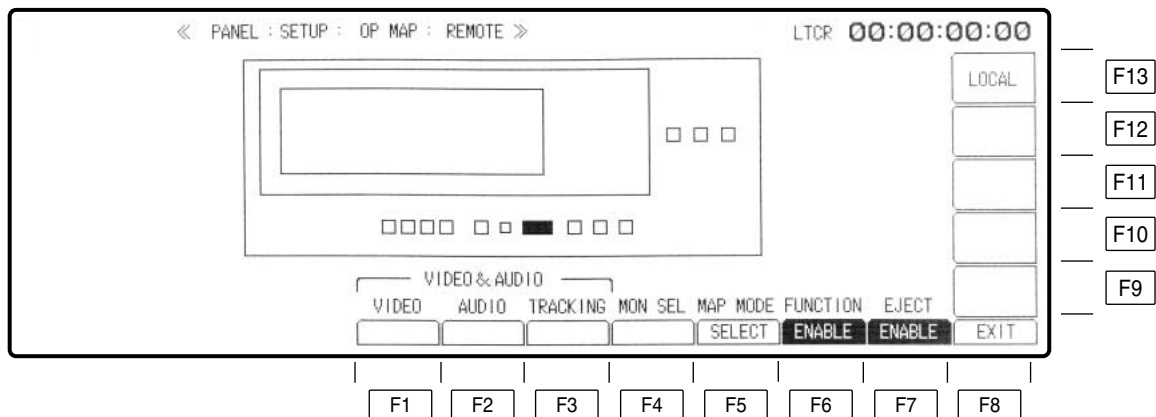 ≪ PANEL : SETUP : OP MAP : REMOTE ≫ LTCR 00:00:00:00
LOCAL F13
F12
F11
F10
F9
VIDEO & AUDIO
VIDEO AUDIO TRACKING MON SEL MAP MODE FUNCTION EJECT
SELECT ENABLE ENABLE EXIT
F1 F2 F3 F4 F5 F6 F7 F8